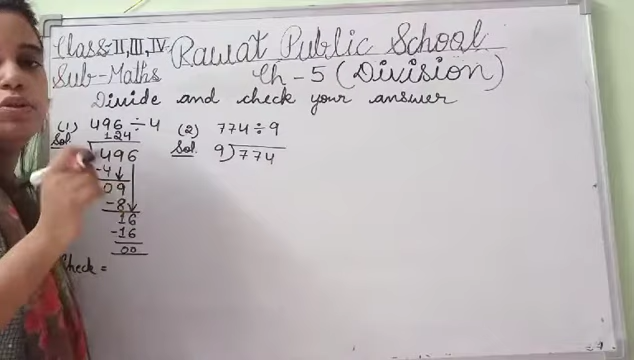 Class-II,III,IV Rawat Public School
Sub-Maths Ch-5 (Division)
Divide and check your answer
(1) 496÷4 (2) 774÷9
Sol. 124 Sol. 9)774
496
-4
09
-8
16
-16
00
Check =